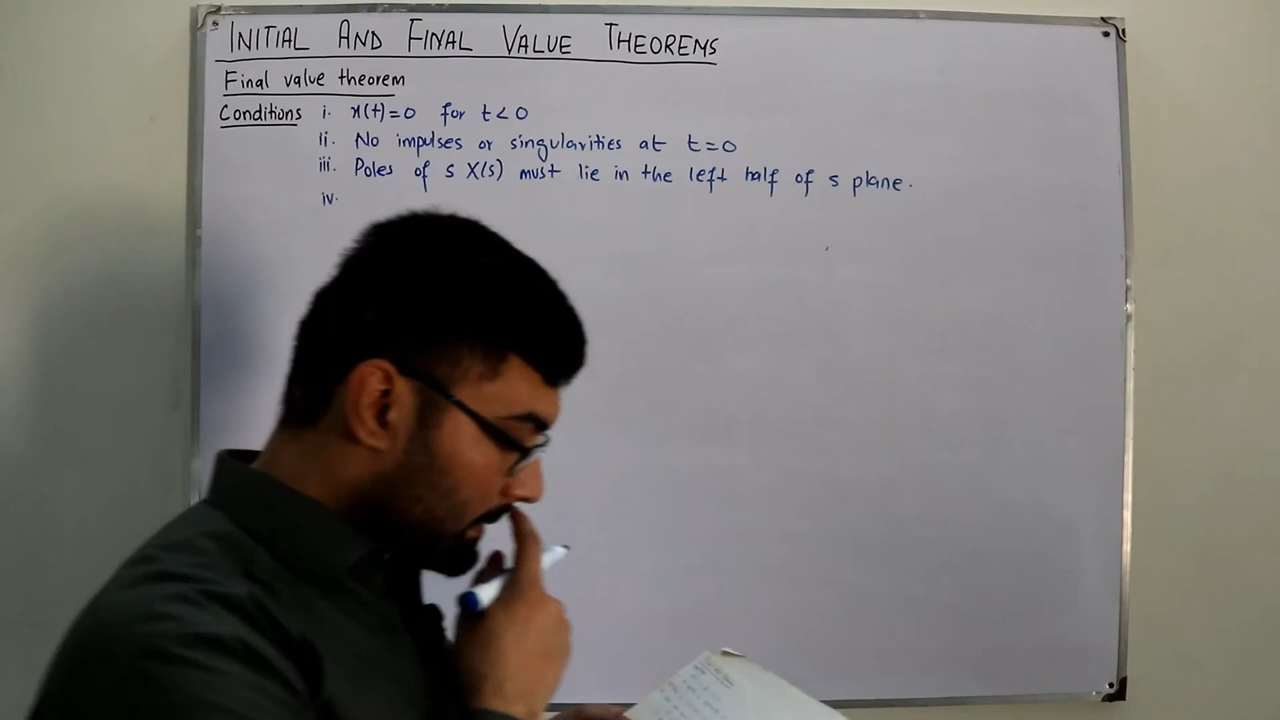 INITIAL AND FINAL VALUE THEOREMS
Final value theorem
Conditions i. x(t)=0 for t<0
ii. No impulses or singularities at t=0
iii. Poles of s X(s) must lie in the left half of s plane.
iv.